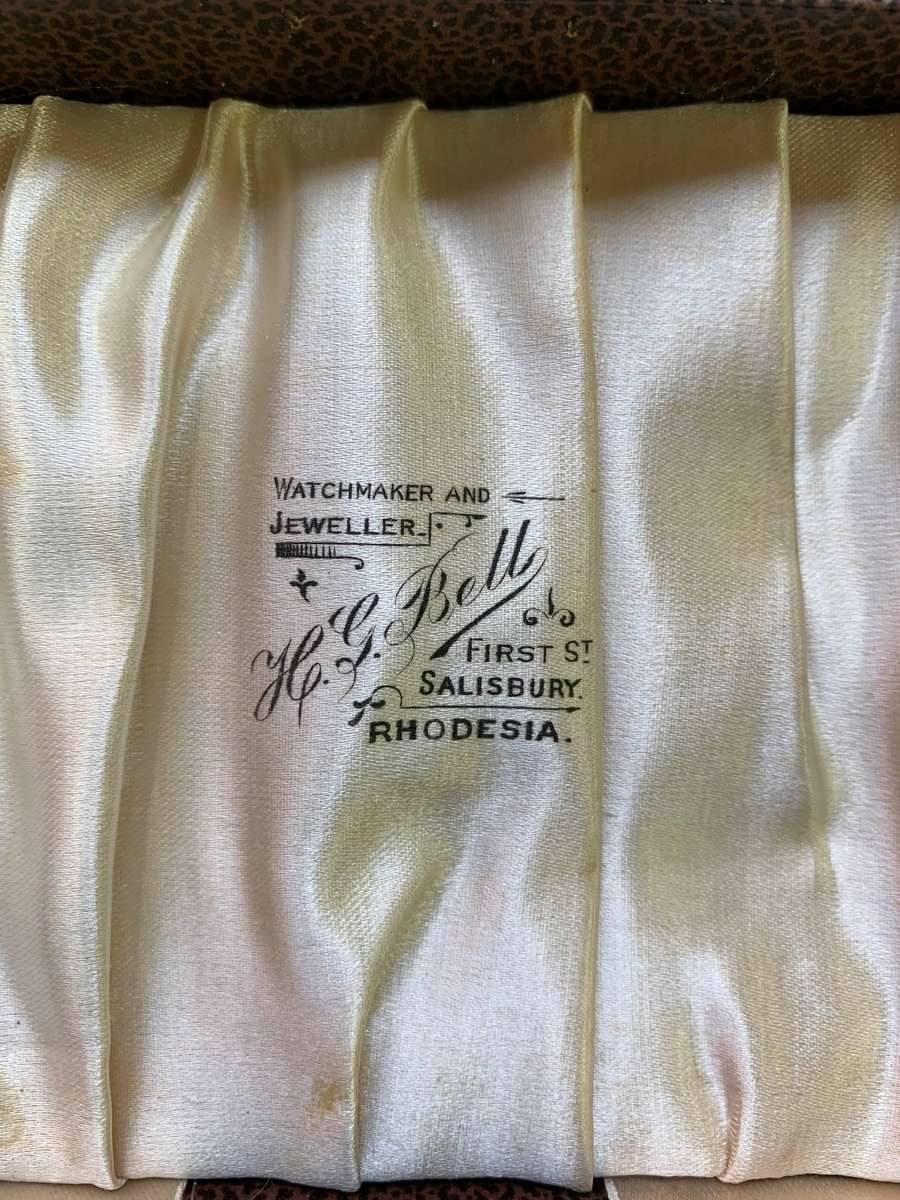 WATCHMAKER AND
JEWELLER.
H. G. Bell
FIRST ST
SALISBURY.
RHODESIA.